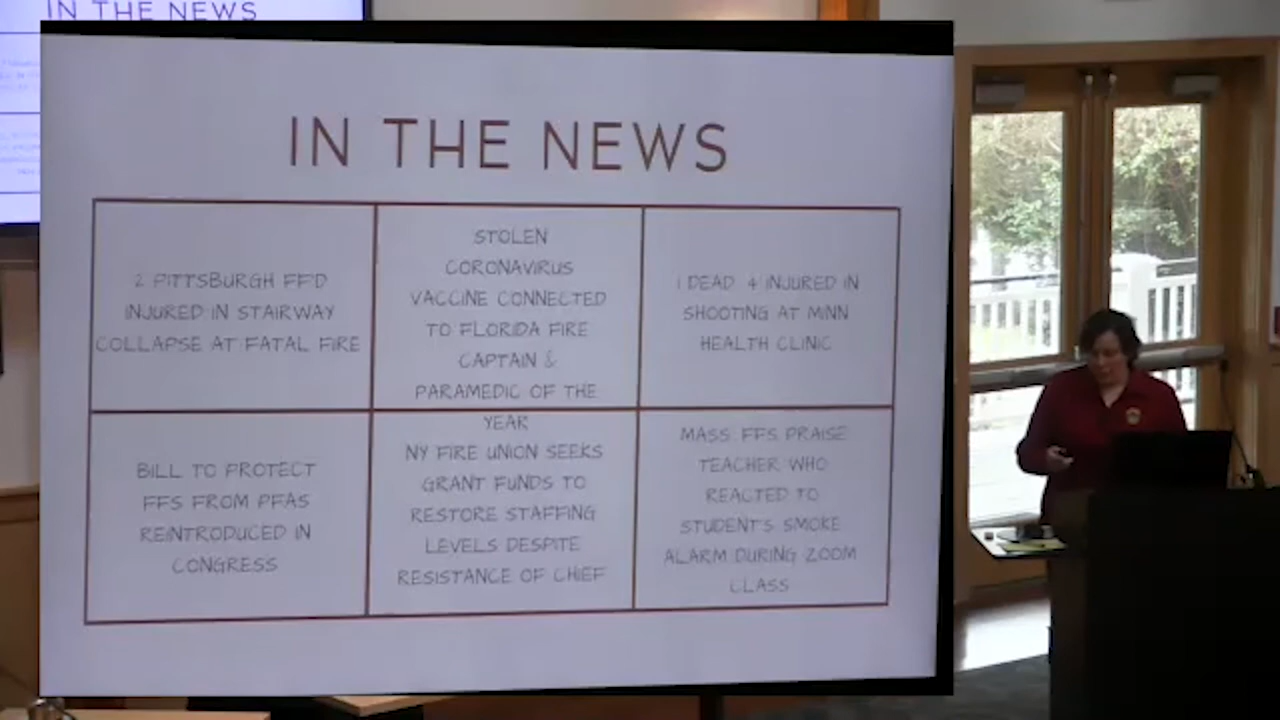 IN THE NEWS
IN THE NEWS
2 PITTSBURGH FF'D
INJURED IN STAIRWAY
COLLAPSE AT FATAL FIRE
STOLEN
CORONAVIRUS
VACCINE CONNECTED
TO FLORIDA FIRE
CAPTAIN &
PARAMEDIC OF THE
YEAR
1 DEAD 4 INJURED IN
SHOOTING AT MINN
HEALTH CLINIC
BILL TO PROTECT
FFS FROM PFAS
REINTRODUCED IN
CONGRESS
NY FIRE UNION SEEKS
GRANT FUNDS TO
RESTORE STAFFING
LEVELS DESPITE
RESISTANCE OF CHIEF
MASS. FFS PRAISE
TEACHER WHO
REACTED TO
STUDENT'S SMOKE
ALARM DURING ZOOM
CLASS